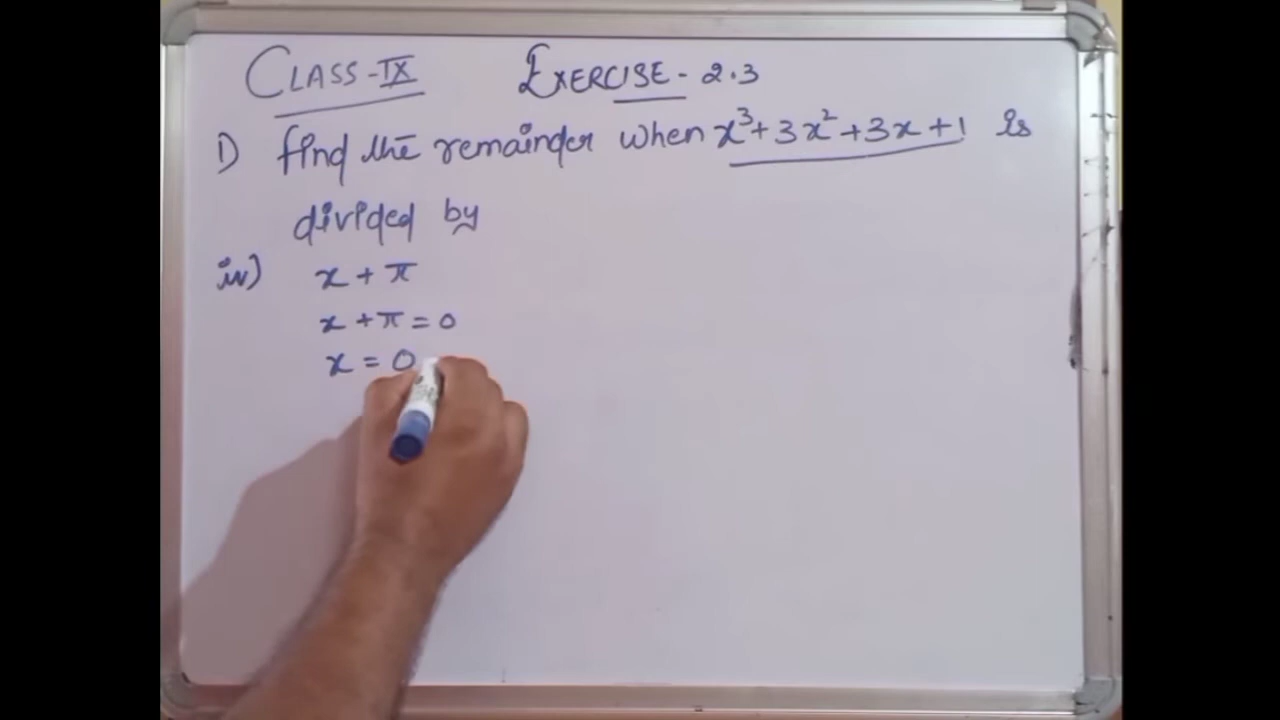 CLASS-IX EXERCISE-2.3
1) find the remainder when x³+3x²+3x+1 is
divided by
iv) x+π
x+π=0
x=0